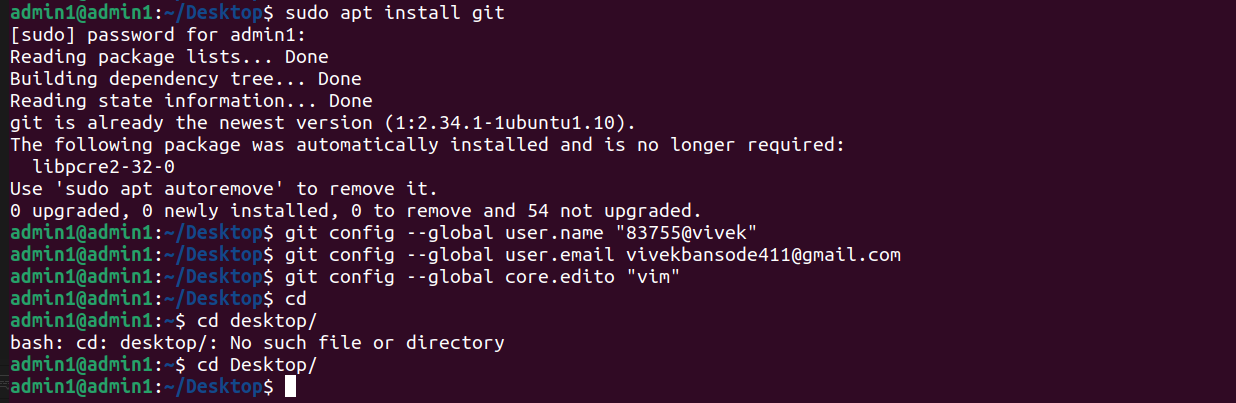 admin1@admin1:~/Desktop$ sudo apt install git
[sudo] password for admin1:
Reading package lists... Done
Building dependency tree... Done
Reading state information... Done
git is already the newest version (1:2.34.1-1ubuntu1.10).
The following package was automatically installed and is no longer required:
  libpcre2-32-0
Use 'sudo apt autoremove' to remove it.
0 upgraded, 0 newly installed, 0 to remove and 54 not upgraded.
admin1@admin1:~/Desktop$ git config --global user.name "83755@vivek"
admin1@admin1:~/Desktop$ git config --global user.email vivekbansode411@gmail.com
admin1@admin1:~/Desktop$ git config --global core.edito "vim"
admin1@admin1:~/Desktop$ cd
admin1@admin1:~$ cd desktop/
bash: cd: desktop/: No such file or directory
admin1@admin1:~$ cd Desktop/
admin1@admin1:~/Desktop$